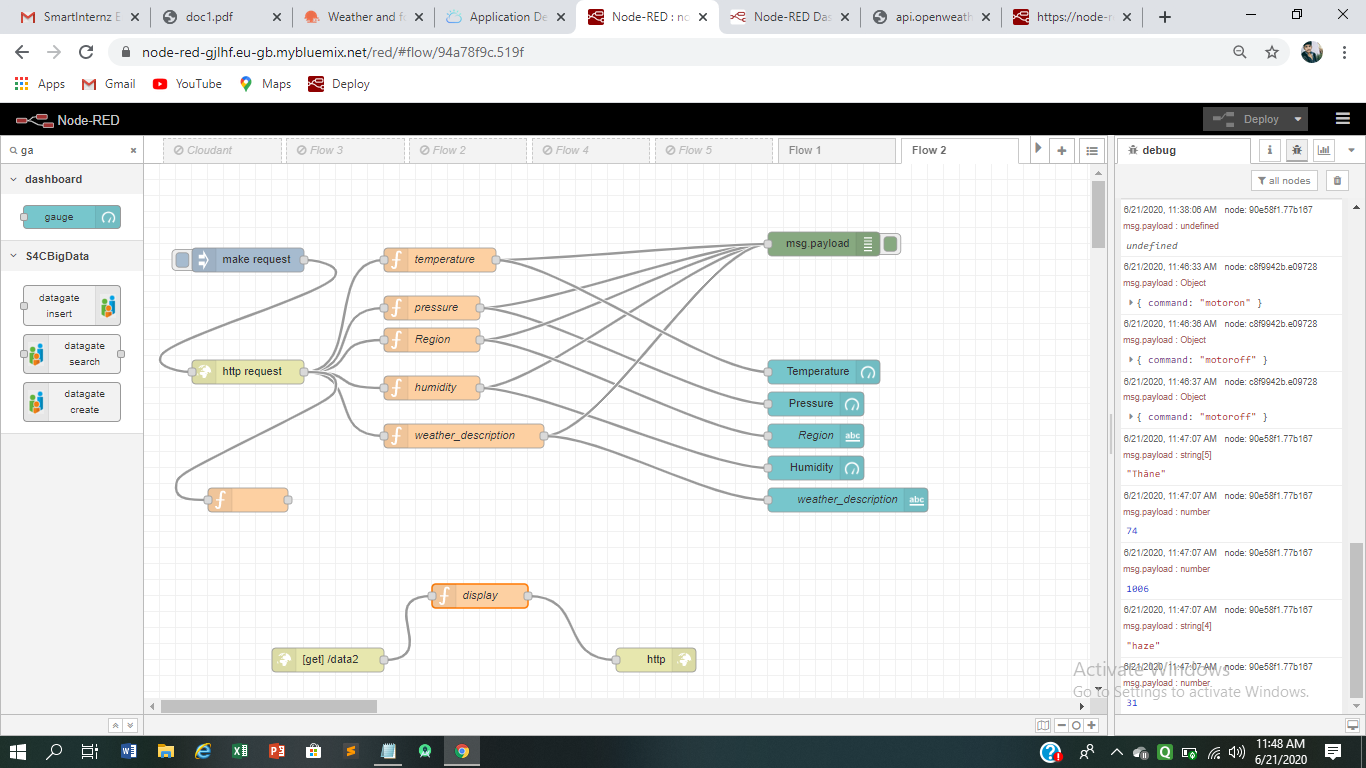 SmartInternz E
doc1.pdf
Weather and f
Application De
Node-RED : no
Node-RED Das
api.openweath
https://node-r
node-red-gjlhf.eu-gb.mybluemix.net/red/#flow/94a78f9c.519f
Apps
Gmail
YouTube
Maps
Deploy
Node-RED
Deploy
ga
Cloudant
Flow 3
Flow 2
Flow 4
Flow 5
Flow 1
Flow 2
debug
all nodes
dashboard
gauge
S4CBigData
datagate
insert
datagate
search
datagate
create
make request
http request
temperature
pressure
Region
humidity
weather_description
msg.payload
Temperature
Pressure
Region
abc
Humidity
weather_description
abc
display
[get] /data2
http
6/21/2020, 11:38:06 AM node: 90e58f1.77b167
msg.payload : undefined
undefined
6/21/2020, 11:46:33 AM node: c8f9942b.e09728
msg.payload : Object
{ command: "motoron" }
6/21/2020, 11:46:36 AM node: c8f9942b.e09728
msg.payload : Object
{ command: "motoroff" }
6/21/2020, 11:46:37 AM node: c8f9942b.e09728
msg.payload : Object
{ command: "motoroff" }
6/21/2020, 11:47:07 AM node: 90e58f1.77b167
msg.payload : string[5]
"Thāne"
6/21/2020, 11:47:07 AM node: 90e58f1.77b167
msg.payload : number
74
6/21/2020, 11:47:07 AM node: 90e58f1.77b167
msg.payload : number
1006
6/21/2020, 11:47:07 AM node: 90e58f1.77b167
msg.payload : string[4]
"haze"
6/21/2020, 11:47:07 AM node: 90e58f1.77b167
msg.payload : number
31
Activate Windows
Go to Settings to activate Windows.
11:48 AM
6/21/2020